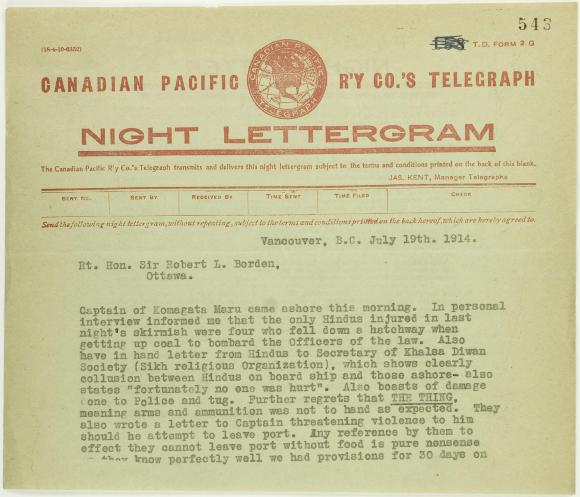 543
(18-4-10-6352)
T.D. FORM 2 G
CANADIAN PACIFIC R'Y CO.'S TELEGRAPH
CANADIAN PACIFIC
TELEGRAPH
NIGHT LETTERGRAM
The Canadian Pacific R'y Co.'s Telegraph transmits and delivers this night lettergram subject to the terms and conditions printed on the back of this blank.
JAS. KENT, Manager Telegraphs
SENT NO. SENT BY RECEIVED BY TIME SENT TIME FILED CHECK
Send the following night lettergram, without repeating, subject to the terms and conditions printed on the back hereof, which are hereby agreed to.
Vancouver, B.C. July 19th. 1914.
Rt. Hon. Sir Robert L. Borden,
Ottawa.
Captain of Komagata Maru came ashore this morning. In personal
interview informed me that the only Hindus injured in last
night's skirmish were four who fell down a hatchway when
getting up coal to bombard the Officers of the law. Also
have in hand letter from Hindus to Secretary of Khalsa Diwan
Society (Sikh religious Organization), which shows clearly
collusion between Hindus on board ship and those ashore- also
states "fortunately no one was hurt". Also boasts of damage
one to Police and tug. Further regrets that THE THING,
meaning arms and ammunition was not to hand as expected. They
also wrote a letter to Captain threatening violence to him
should he attempt to leave port. Any reference by them to
effect they cannot leave port without food is pure nensense
they know perfectly well we had provisions for 30 days on